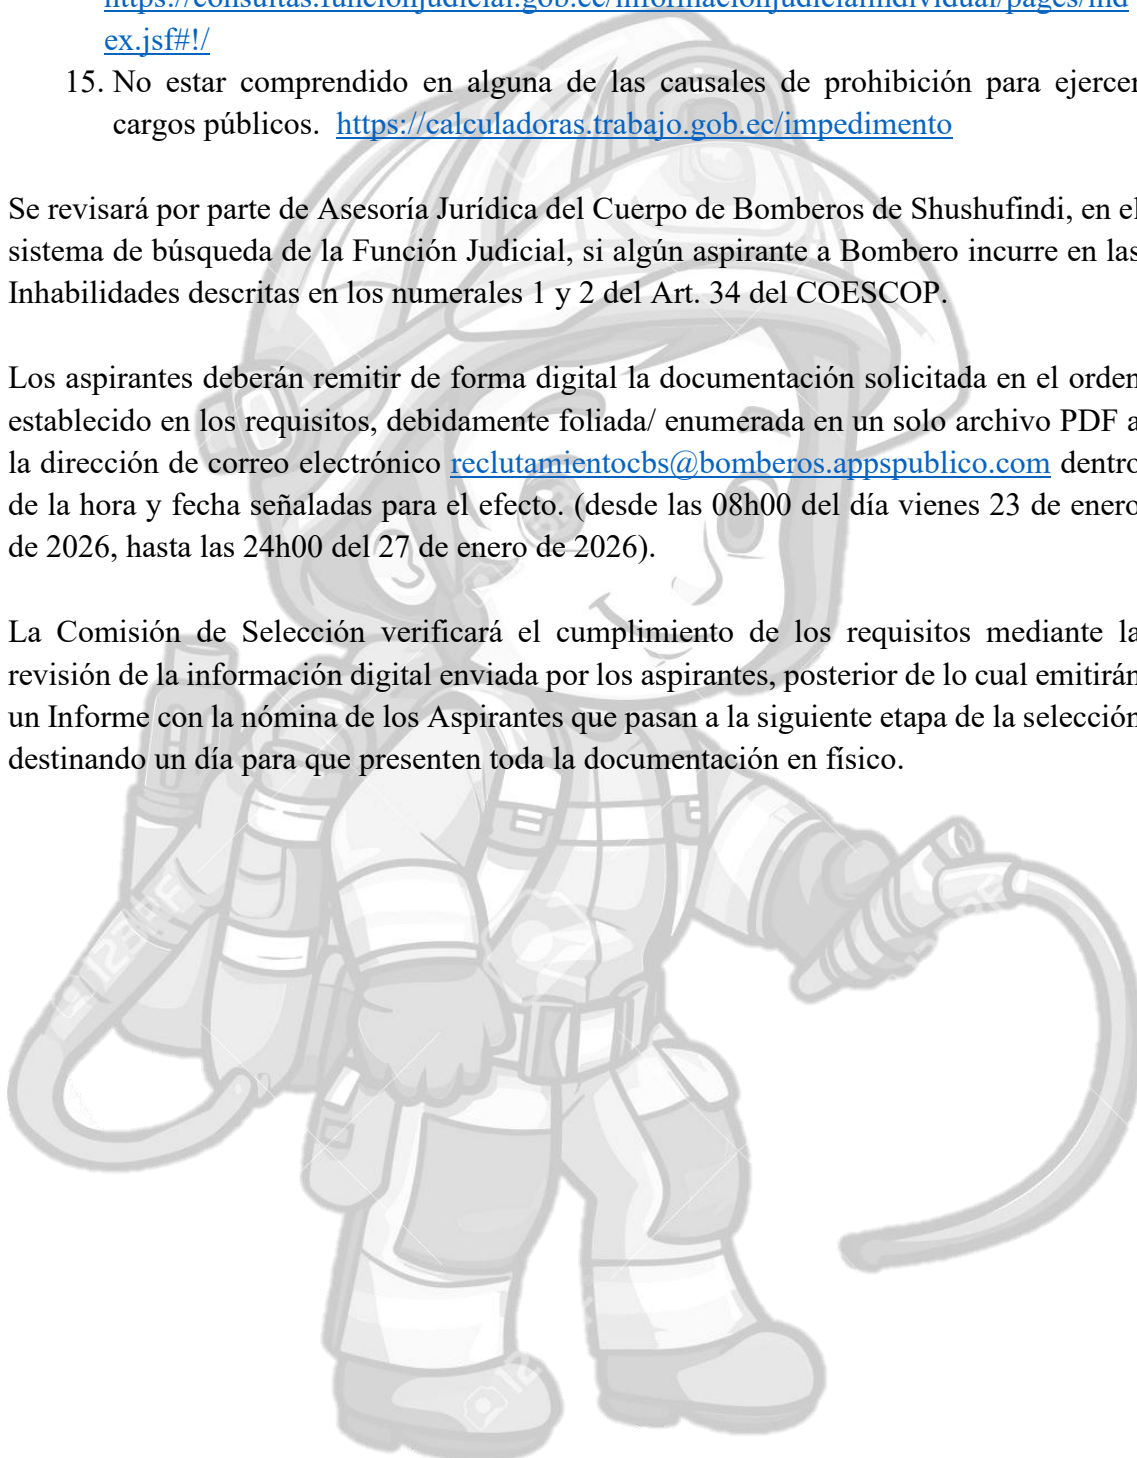 https://consultas.funcionjudicial.gob.ec/informacionjudicialindividual/pages/ind
ex.jsf#!/
15. No estar comprendido en alguna de las causales de prohibición para ejercer
cargos públicos. https://calculadoras.trabajo.gob.ec/impedimento
Se revisará por parte de Asesoría Jurídica del Cuerpo de Bomberos de Shushufindi, en el
sistema de búsqueda de la Función Judicial, si algún aspirante a Bombero incurre en las
Inhabilidades descritas en los numerales 1 y 2 del Art. 34 del COESCOP.
Los aspirantes deberán remitir de forma digital la documentación solicitada en el orden
establecido en los requisitos, debidamente foliada/ enumerada en un solo archivo PDF a
la dirección de correo electrónico reclutamientocbs@bomberos.appspublico.com dentro
de la hora y fecha señaladas para el efecto. (desde las 08h00 del día vienes 23 de enero
de 2026, hasta las 24h00 del 27 de enero de 2026).
La Comisión de Selección verificará el cumplimiento de los requisitos mediante la
revisión de la información digital enviada por los aspirantes, posterior de lo cual emitirán
un Informe con la nómina de los Aspirantes que pasan a la siguiente etapa de la selección
destinando un día para que presenten toda la documentación en físico.
123RF